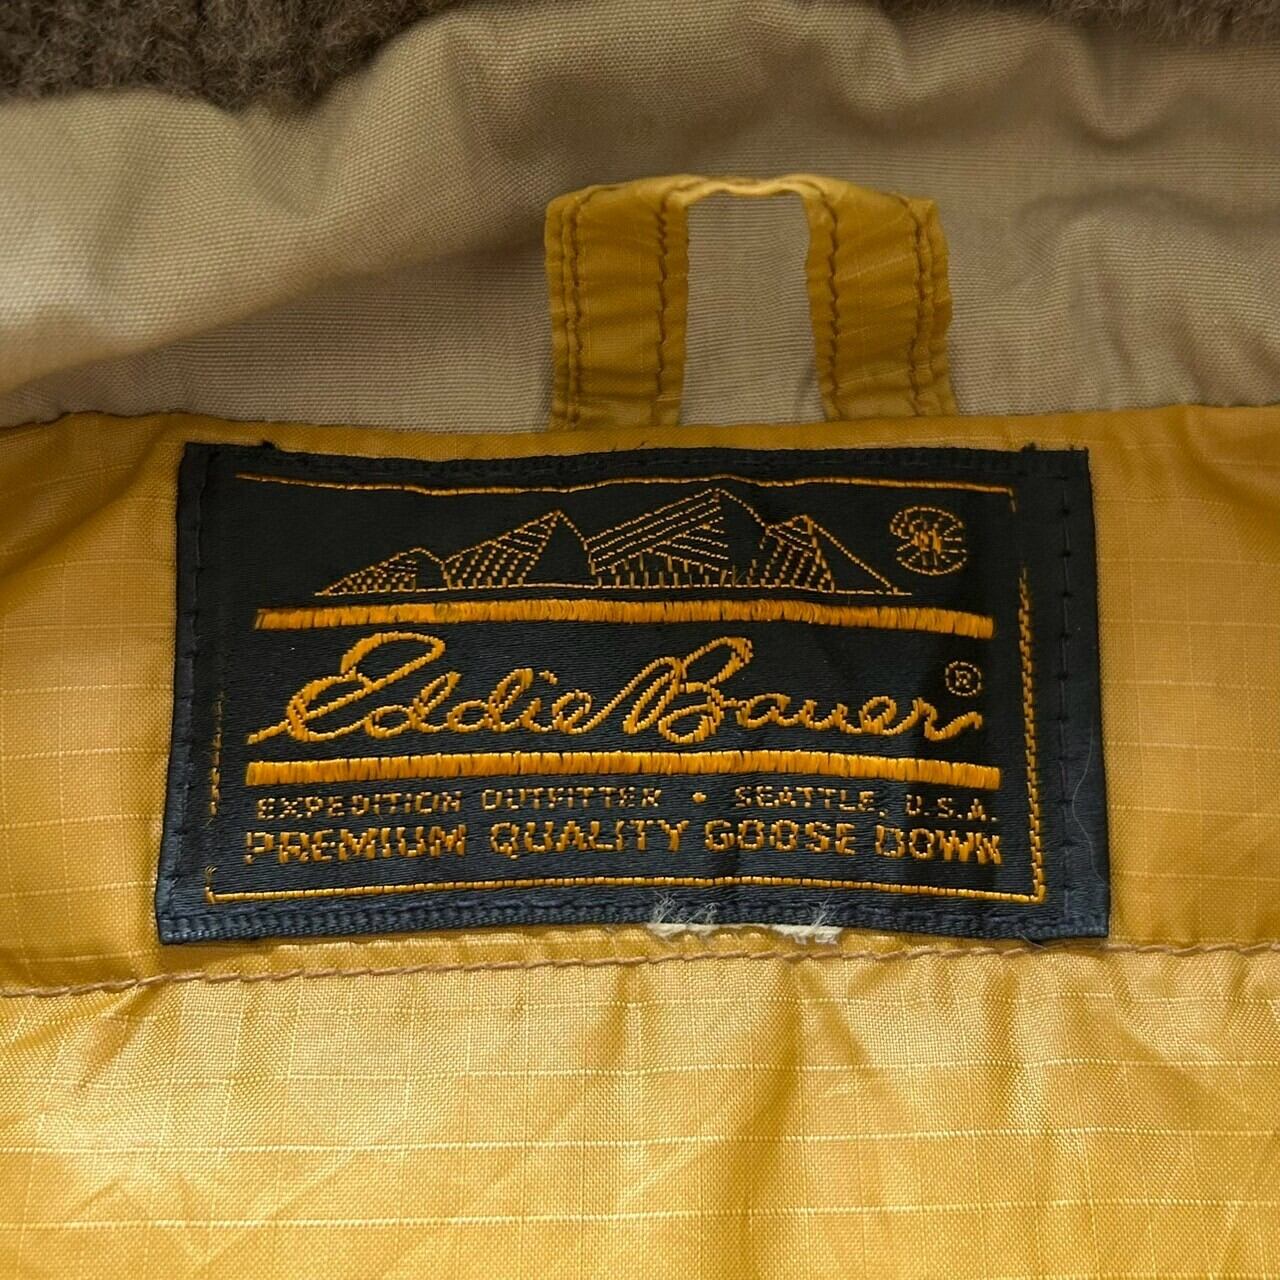 Eddie Bauer®
EXPEDITION OUTFITTER • SEATTLE, U.S.A.
PREMIUM QUALITY GOOSE DOWN